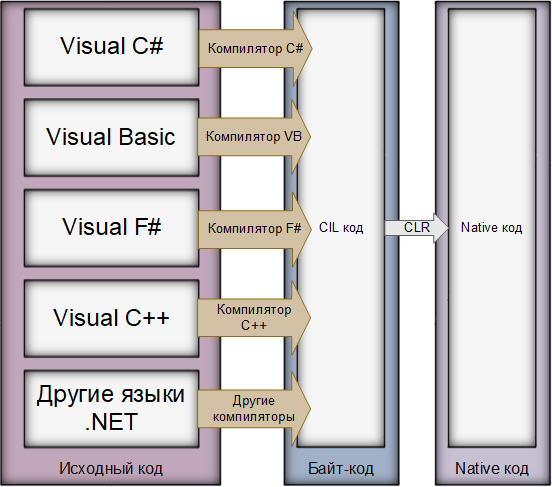 Visual C#
Компилятор C#
Visual Basic
Компилятор VB
Visual F#
Компилятор F#
CIL код
CLR
Native код
Visual C++
Компилятор
C++
Другие языки
.NET
Другие
компиляторы
Исходный код
Байт-код
Native код